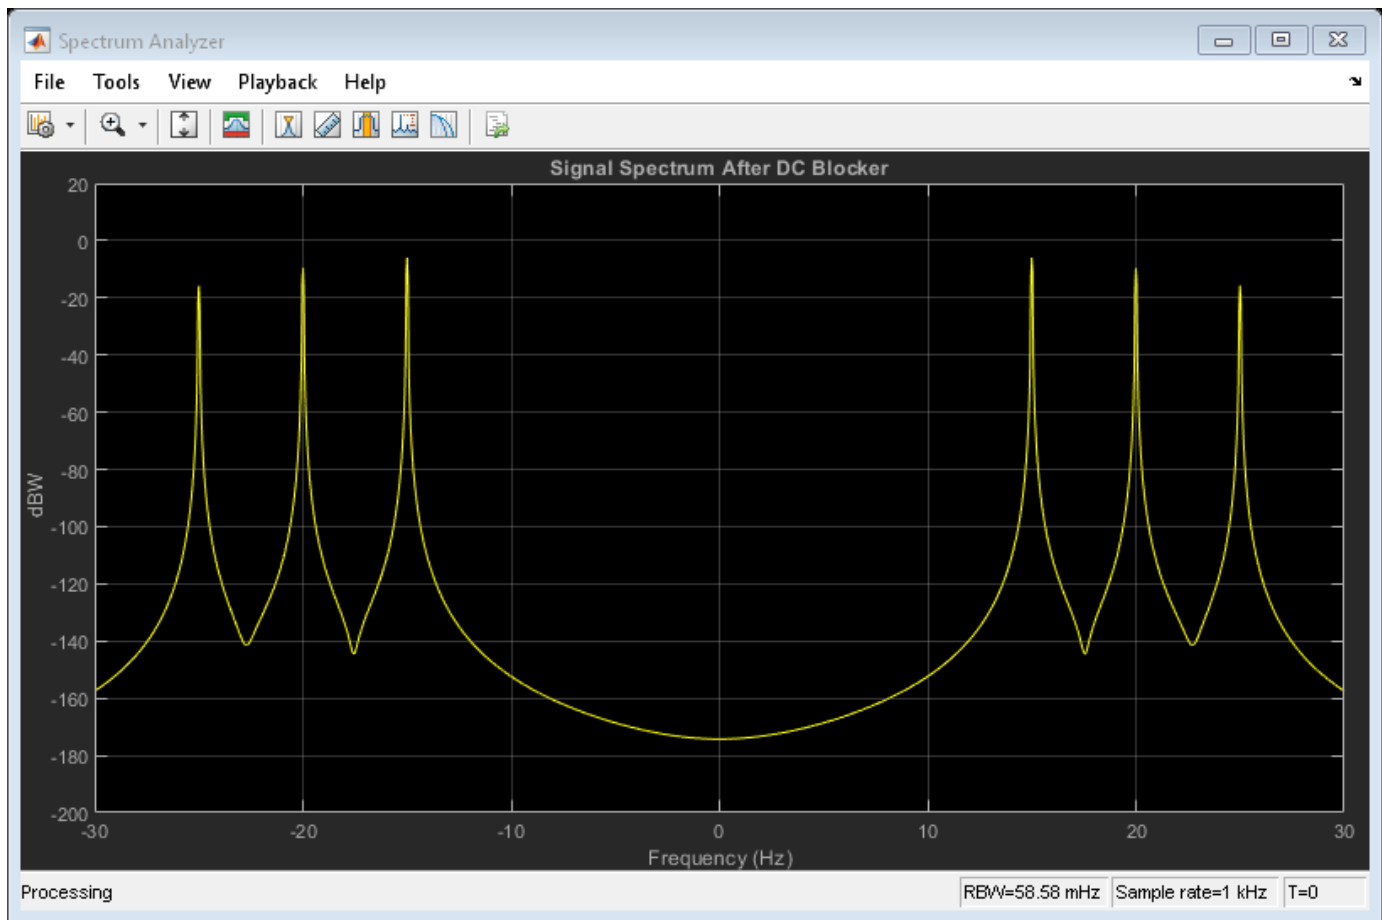 Spectrum Analyzer
File Tools View Playback Help
Signal Spectrum After DC Blocker
20
0
-20
-40
-60
-80
-100
-120
-140
-160
-180
-200
dBW
-30 -20 -10 0 10 20 30
Frequency (Hz)
Processing RBW=58.58 mHz Sample rate=1 kHz T=0